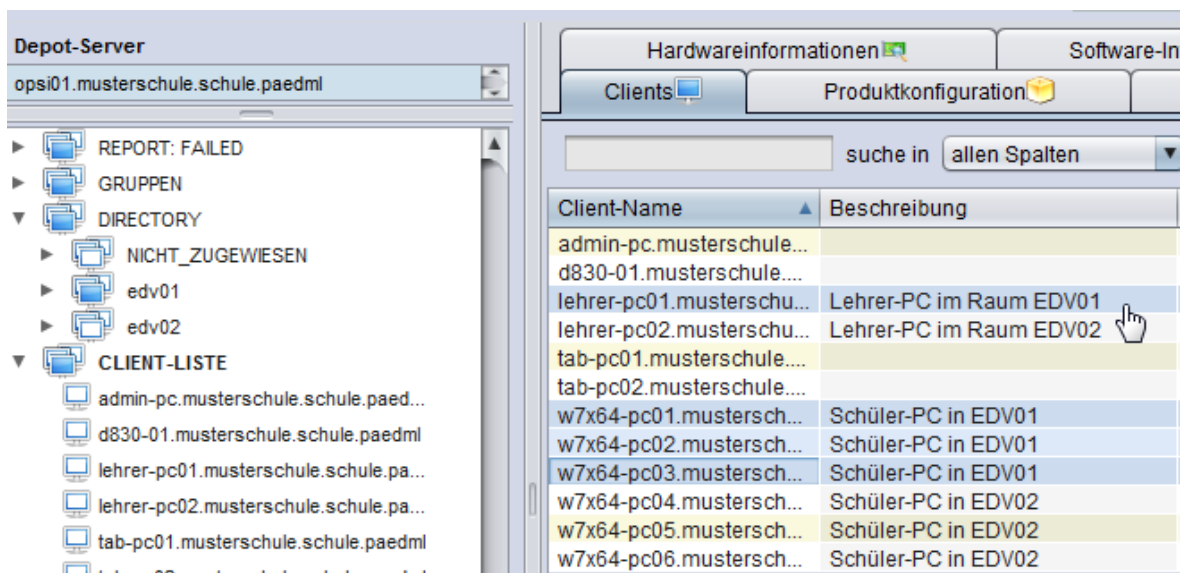 Depot-Server
opsi01.musterschule.schule.paedml
REPORT: FAILED
GRUPPEN
DIRECTORY
NICHT_ZUGEWIESEN
edv01
edv02
CLIENT-LISTE
admin-pc.musterschule.schule.paed...
d830-01.musterschule.schule.paedml
lehrer-pc01.musterschule.schule.pa...
lehrer-pc02.musterschule.schule.pa...
tab-pc01.musterschule.schule.paedml
Hardwareinformationen Software-In
Clients Produktkonfiguration
suche in allen Spalten
Client-Name Beschreibung
admin-pc.musterschule...
d830-01.musterschule....
lehrer-pc01.musterschu... Lehrer-PC im Raum EDV01
lehrer-pc02.musterschu... Lehrer-PC im Raum EDV02
tab-pc01.musterschule....
tab-pc02.musterschule....
w7x64-pc01.mustersch... Schüler-PC in EDV01
w7x64-pc02.mustersch... Schüler-PC in EDV01
w7x64-pc03.mustersch... Schüler-PC in EDV01
w7x64-pc04.mustersch... Schüler-PC in EDV02
w7x64-pc05.mustersch... Schüler-PC in EDV02
w7x64-pc06.mustersch... Schüler-PC in EDV02